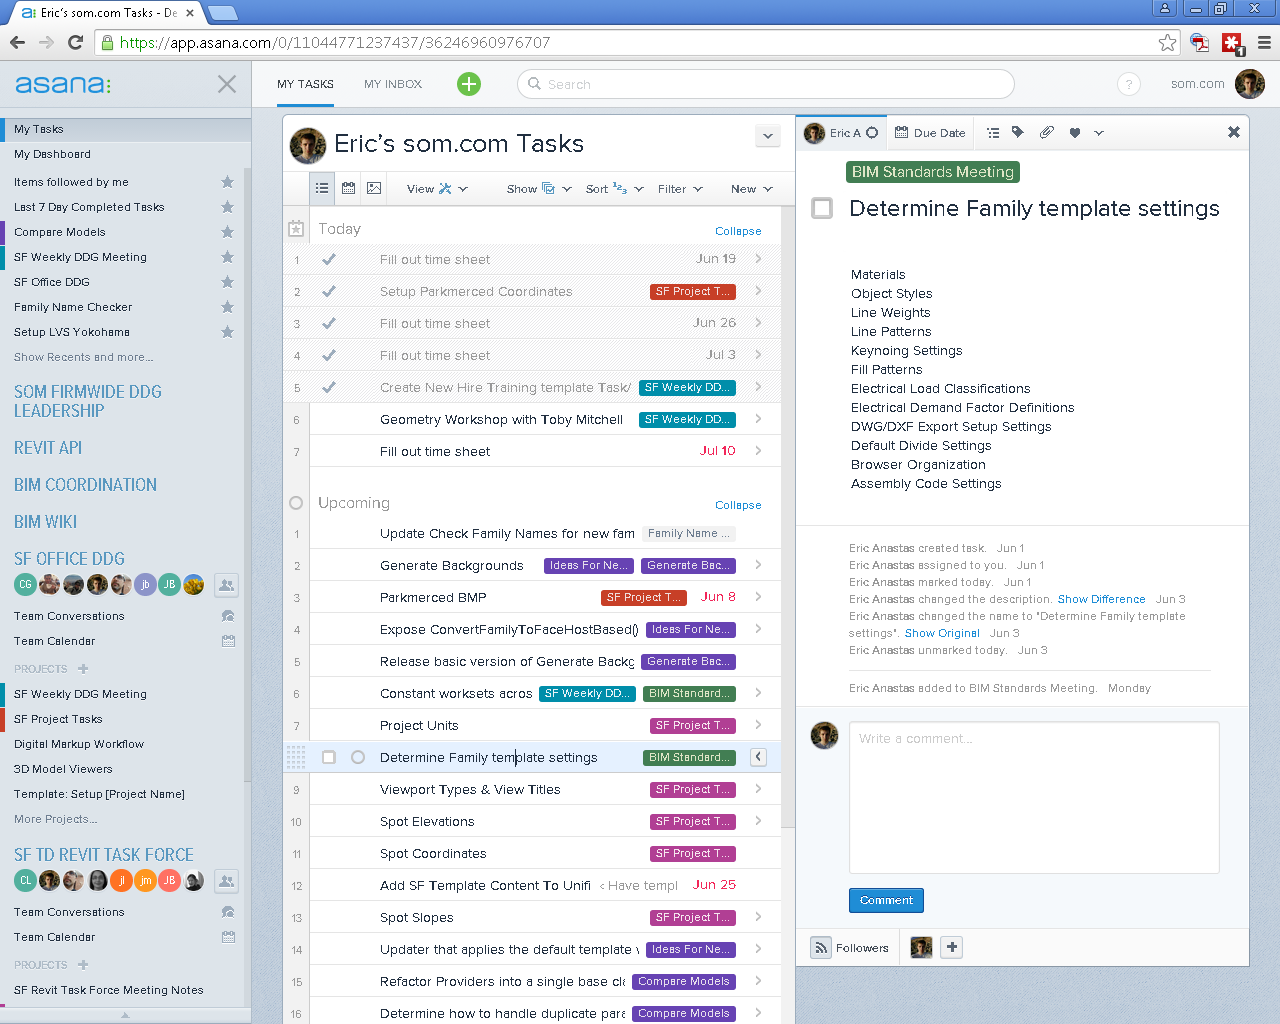 Eric's som.com Tasks - De
https://app.asana.com/0/11044771237437/36246960976707
1
asana:
MY TASKS
MY INBOX
Search
?
som.com
My Tasks
My Dashboard
Items followed by me
Last 7 Day Completed Tasks
Compare Models
SF Weekly DDG Meeting
SF Office DDG
Family Name Checker
Setup LVS Yokohama
Show Recents and more...
SOM FIRMWIDE DDG
LEADERSHIP
REVIT API
BIM COORDINATION
BIM WIKI
SF OFFICE DDG
CG jb JB
Team Conversations
Team Calendar
PROJECTS +
SF Weekly DDG Meeting
SF Project Tasks
Digital Markup Workflow
3D Model Viewers
Template: Setup [Project Name]
More Projects...
SF TD REVIT TASK FORCE
CL jl jm JB
Team Conversations
Team Calendar
PROJECTS +
SF Revit Task Force Meeting Notes
Eric's som.com Tasks
View Show Sort 123 Filter New
Today Collapse
1 Fill out time sheet Jun 19
2 Setup Parkmerced Coordinates SF Project T...
3 Fill out time sheet Jun 26
4 Fill out time sheet Jul 3
5 Create New Hire Training template Task/ SF Weekly DD...
6 Geometry Workshop with Toby Mitchell SF Weekly DD...
7 Fill out time sheet Jul 10
Upcoming Collapse
1 Update Check Family Names for new fam Family Name ...
2 Generate Backgrounds Ideas For Ne... Generate Bac...
3 Parkmerced BMP SF Project T... Jun 8
4 Expose ConvertFamilyToFaceHostBased() Ideas For Ne...
5 Release basic version of Generate Backg Generate Bac...
6 Constant worksets acros SF Weekly DD... BIM Standard...
7 Project Units SF Project T...
Determine Family template settings BIM Standard...
9 Viewport Types & View Titles SF Project T...
10 Spot Elevations SF Project T...
11 Spot Coordinates SF Project T...
12 Add SF Template Content To Unifi < Have templ Jun 25
13 Spot Slopes SF Project T...
14 Updater that applies the default template v Ideas For Ne...
15 Refactor Providers into a single base cl Compare Models
16 Determine how to handle duplicate para Compare Models
Eric A
Due Date
BIM Standards Meeting
Determine Family template settings
Materials
Object Styles
Line Weights
Line Patterns
Keynoing Settings
Fill Patterns
Electrical Load Classifications
Electrical Demand Factor Definitions
DWG/DXF Export Setup Settings
Default Divide Settings
Browser Organization
Assembly Code Settings
Eric Anastas created task. Jun 1
Eric Anastas assigned to you. Jun 1
Eric Anastas marked today. Jun 1
Eric Anastas changed the description. Show Difference Jun 3
Eric Anastas changed the name to "Determine Family template
settings". Show Original Jun 3
Eric Anastas unmarked today. Jun 3
Eric Anastas added to BIM Standards Meeting. Monday
Write a comment...
Comment
Followers
+